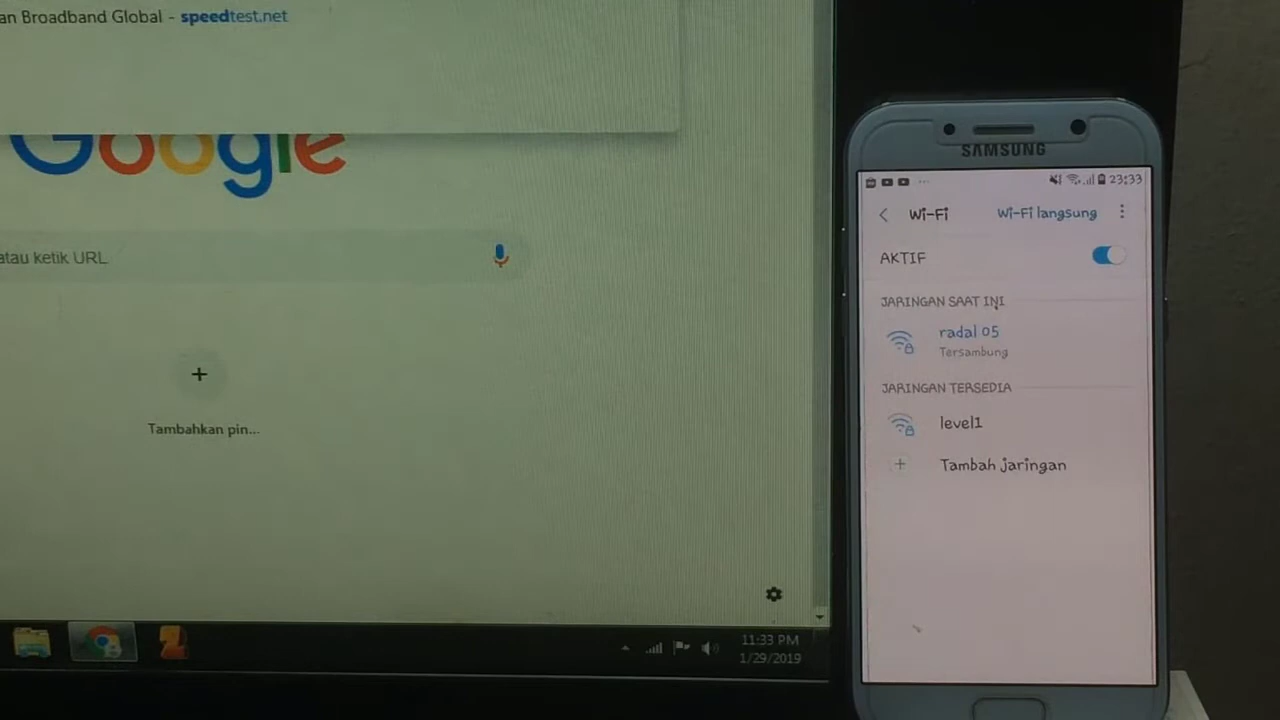 an Broadband Global - speedtest.net
Google
atau ketik URL
Tambahkan pin...
11:33 PM
1/29/2019
SAMSUNG
23:33
Wi-Fi
Wi-Fi langsung
AKTIF
JARINGAN SAAT INI
radal 05
Tersambung
JARINGAN TERSEDIA
level1
Tambah jaringan